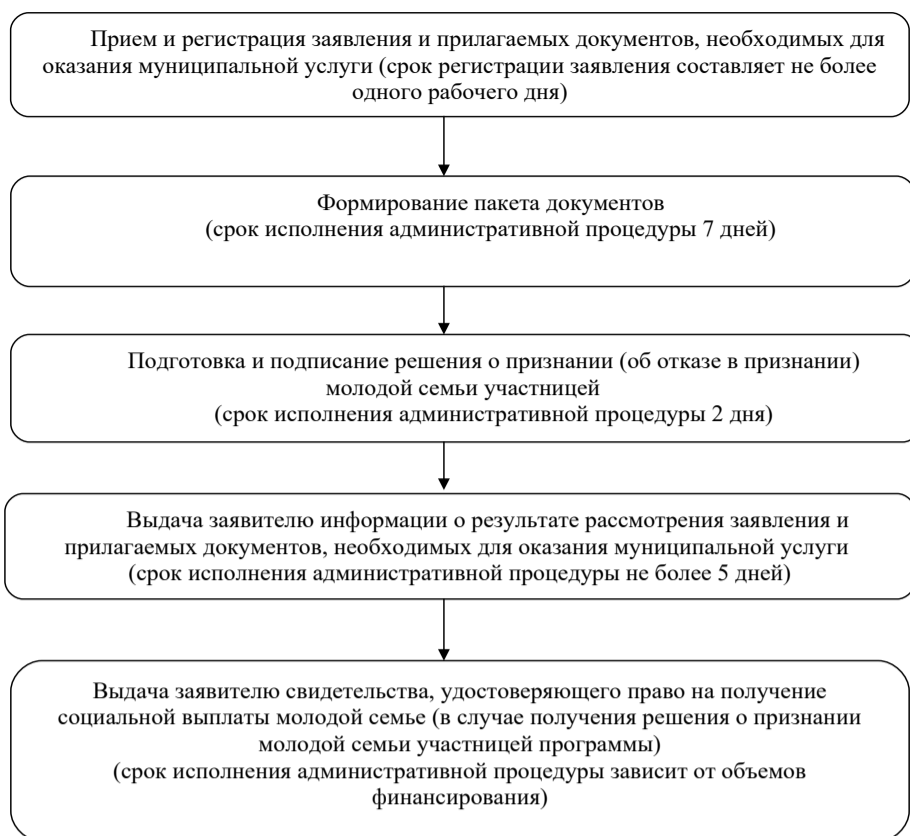 Прием и регистрация заявления и прилагаемых документов, необходимых для
оказания муниципальной услуги (срок регистрации заявления составляет не более
одного рабочего дня)
Формирование пакета документов
(срок исполнения административной процедуры 7 дней)
Подготовка и подписание решения о признании (об отказе в признании)
молодой семьи участницей
(срок исполнения административной процедуры 2 дня)
Выдача заявителю информации о результате рассмотрения заявления и
прилагаемых документов, необходимых для оказания муниципальной услуги
(срок исполнения административной процедуры не более 5 дней)
Выдача заявителю свидетельства, удостоверяющего право на получение
социальной выплаты молодой семье (в случае получения решения о признании
молодой семьи участницей программы)
(срок исполнения административной процедуры зависит от объемов
финансирования)